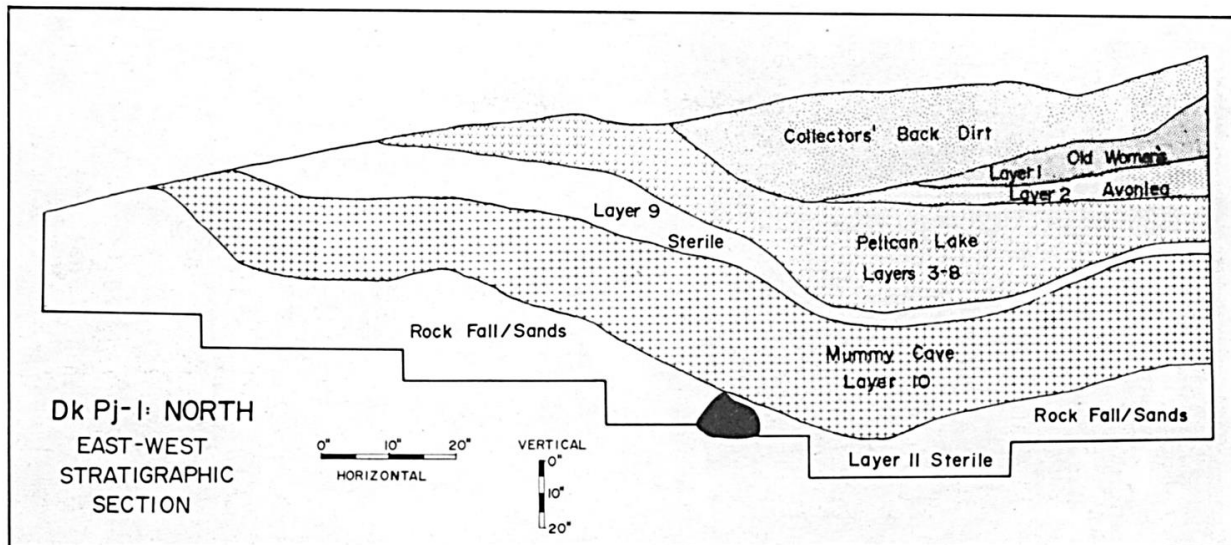 Collectors' Back Dirt
Old Women's
Layer 1
Layer 2 Avonlea
Layer 9
Sterile
Pelican Lake
Layers 3-8
Rock Fall/Sands
Mummy Cave
Layer 10
Rock Fall/Sands
Layer 11 Sterile
Dk Pj-1: NORTH
EAST-WEST
STRATIGRAPHIC
SECTION
0" 10" 20"
HORIZONTAL
VERTICAL
0"
10"
20"